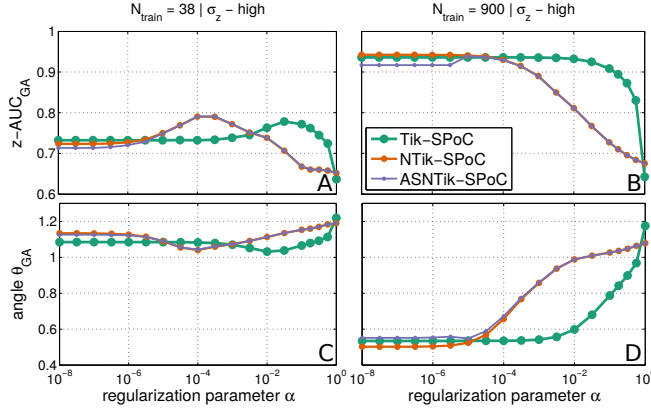 N_train = 38 | σ_z − high
N_train = 900 | σ_z − high
z−AUC_GA
1
0.9
0.8
0.7
0.6
A
B
Tik−SPoC
NTik−SPoC
ASNTik−SPoC
angle θ_GA
1.2
1
0.8
0.6
0.4
C
D
10^−8 10^−6 10^−4 10^−2 10^0
10^−8 10^−6 10^−4 10^−2 10^0
regularization parameter α
regularization parameter α